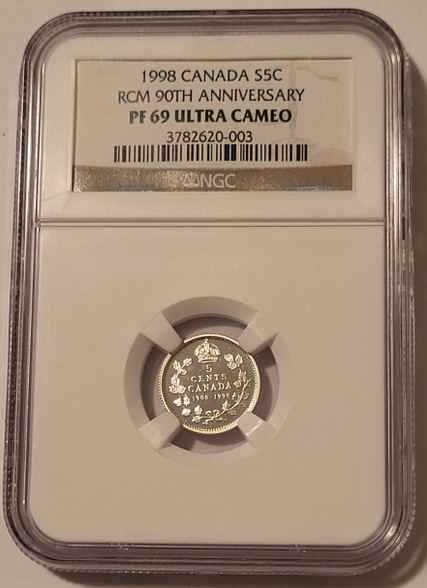 1998 CANADA S5C
RCM 90TH ANNIVERSARY
PF 69 ULTRA CAMEO
3782620-003
NGC
5
CENTS
CANADA
1908-1998